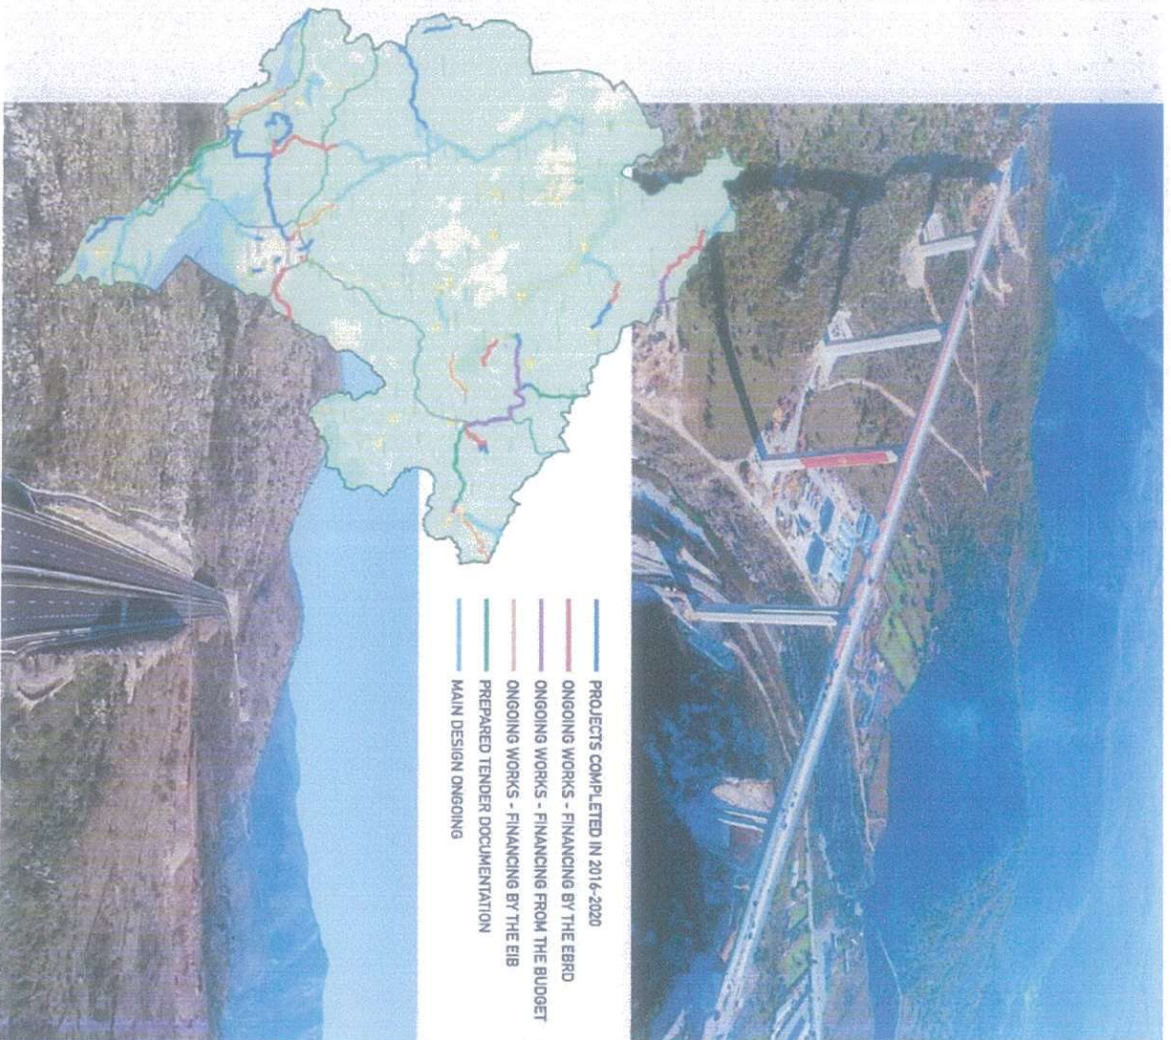 PROJECTS COMPLETED IN 2016-2020
ONGOING WORKS - FINANCING BY THE EBRD
ONGOING WORKS - FINANCING FROM THE BUDGET
ONGOING WORKS - FINANCING BY THE EIB
PREPARED TENDER DOCUMENTATION
MAIN DESIGN ONGOING